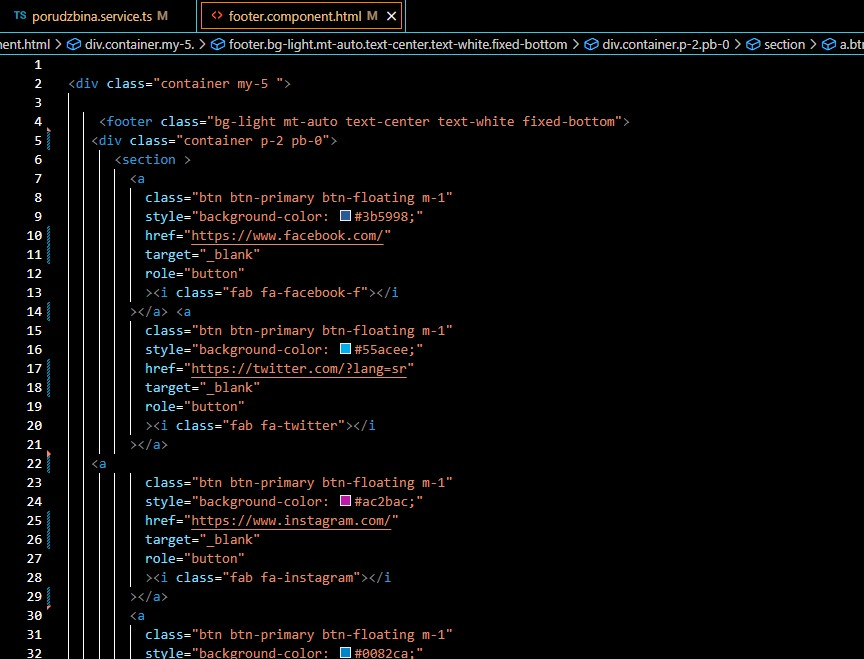 TS porudzbina.service.ts M
<> footer.component.html M ×
nent.html > div.container.my-5. > footer.bg-light.mt-auto.text-center.text-white.fixed-bottom > div.container.p-2.pb-0 > section > a.btn
1
2 <div class="container my-5 ">
3
4 <footer class="bg-light mt-auto text-center text-white fixed-bottom">
5 <div class="container p-2 pb-0">
6 <section >
7 <a
8 class="btn btn-primary btn-floating m-1"
9 style="background-color: #3b5998;"
10 href="https://www.facebook.com/"
11 target="_blank"
12 role="button"
13 ><i class="fab fa-facebook-f"></i
14 ></a> <a
15 class="btn btn-primary btn-floating m-1"
16 style="background-color: #55acee;"
17 href="https://twitter.com/?lang=sr"
18 target="_blank"
19 role="button"
20 ><i class="fab fa-twitter"></i
21 ></a>
22 <a
23 class="btn btn-primary btn-floating m-1"
24 style="background-color: #ac2bac;"
25 href="https://www.instagram.com/"
26 target="_blank"
27 role="button"
28 ><i class="fab fa-instagram"></i
29 ></a>
30 <a
31 class="btn btn-primary btn-floating m-1"
32 style="background-color: #0082ca;"